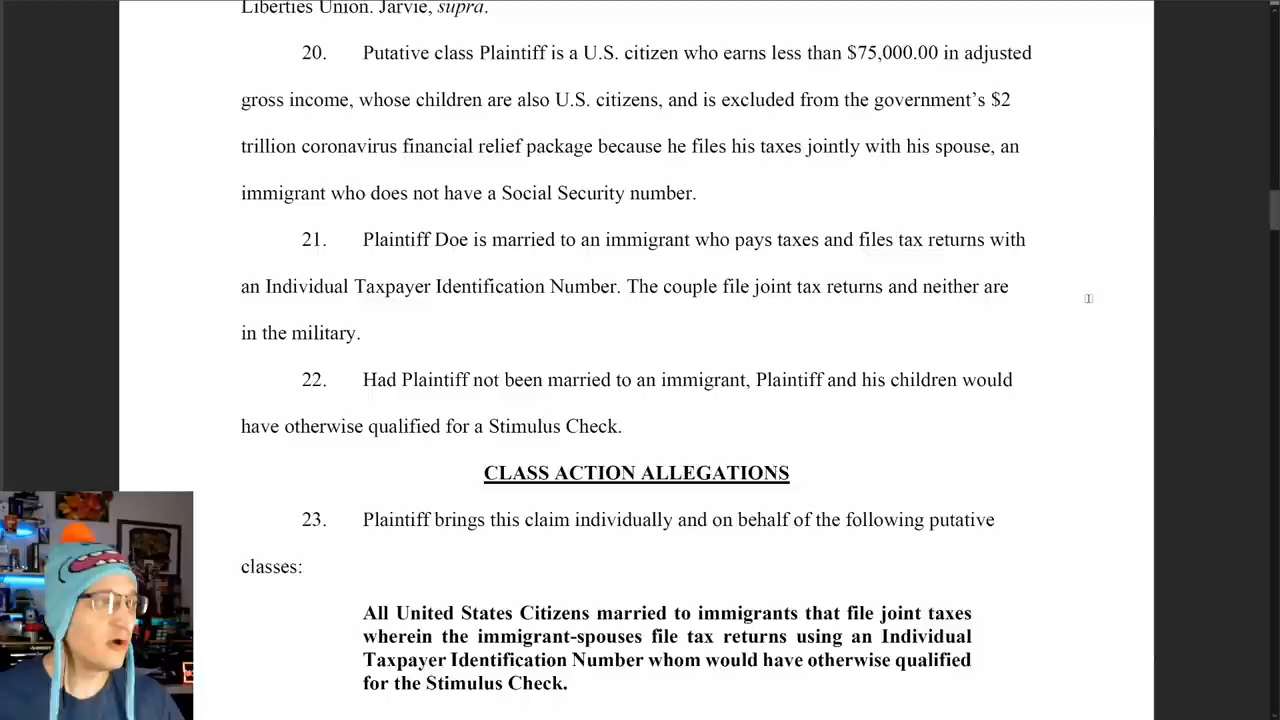 Liberties Union. Jarvie, supra.
20. Putative class Plaintiff is a U.S. citizen who earns less than $75,000.00 in adjusted
gross income, whose children are also U.S. citizens, and is excluded from the government's $2
trillion coronavirus financial relief package because he files his taxes jointly with his spouse, an
immigrant who does not have a Social Security number.
21. Plaintiff Doe is married to an immigrant who pays taxes and files tax returns with
an Individual Taxpayer Identification Number. The couple file joint tax returns and neither are
in the military.
22. Had Plaintiff not been married to an immigrant, Plaintiff and his children would
have otherwise qualified for a Stimulus Check.
CLASS ACTION ALLEGATIONS
23. Plaintiff brings this claim individually and on behalf of the following putative
classes:
All United States Citizens married to immigrants that file joint taxes
wherein the immigrant-spouses file tax returns using an Individual
Taxpayer Identification Number whom would have otherwise qualified
for the Stimulus Check.